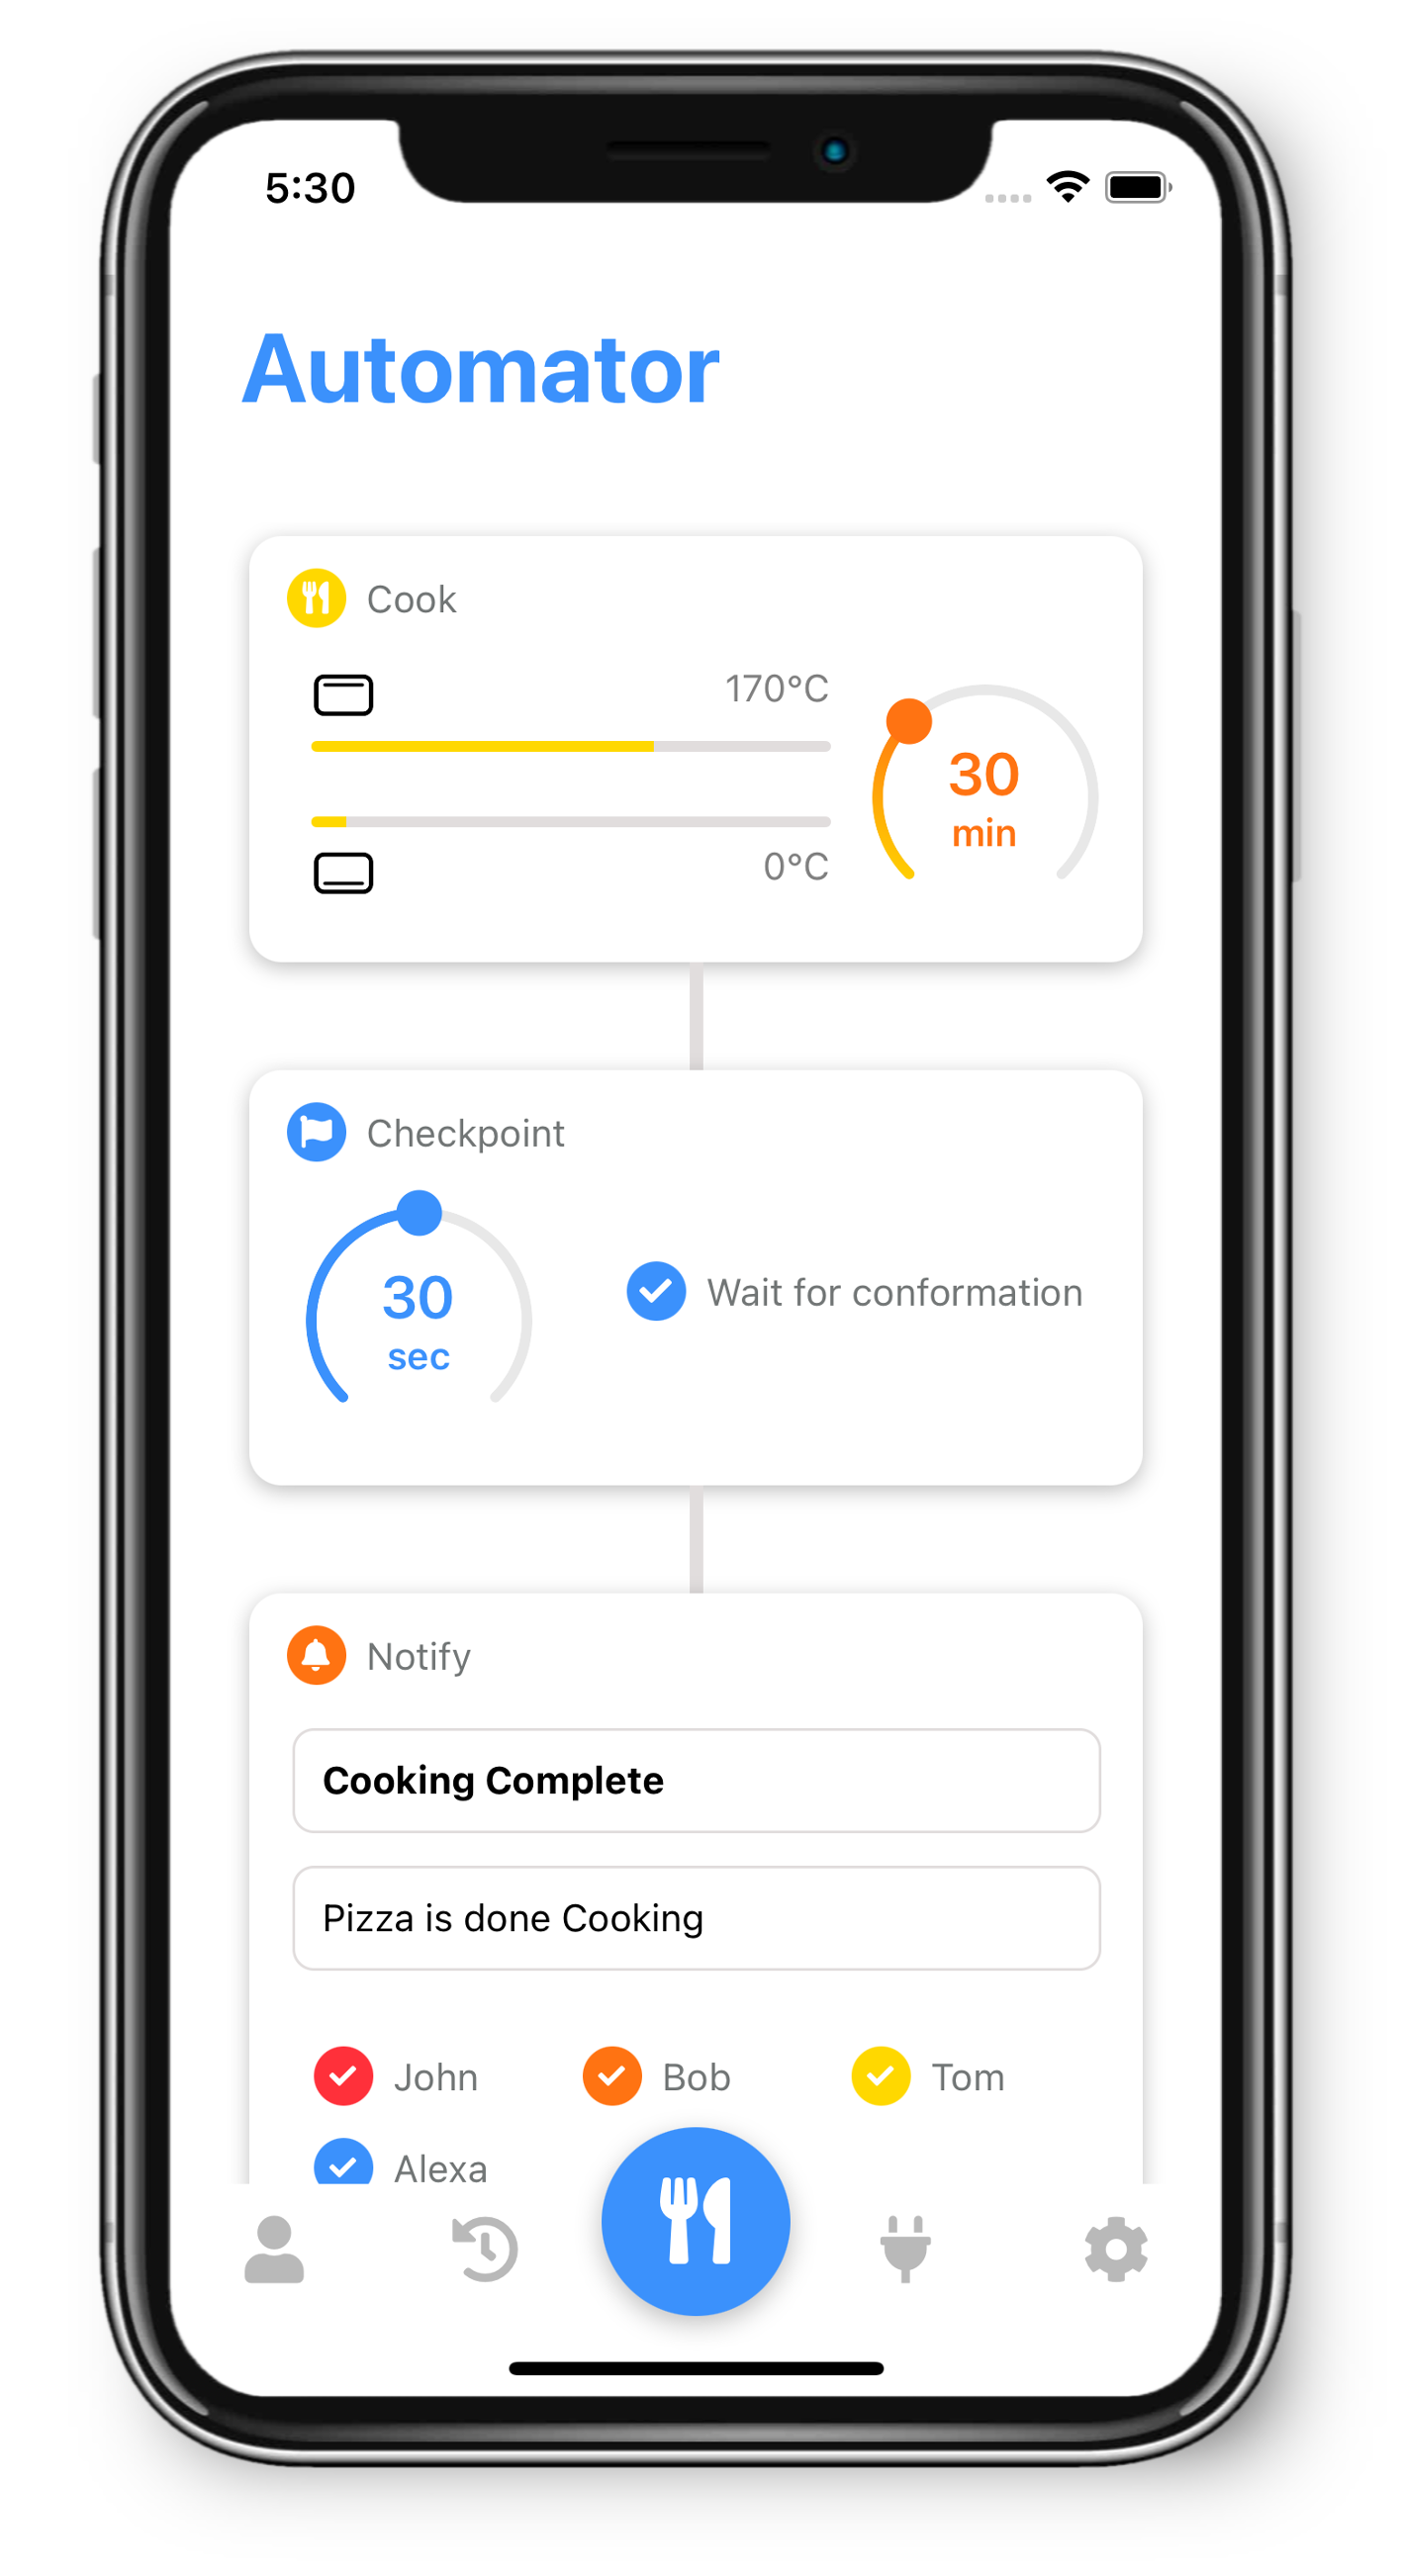 5:30
Automator
Cook
170°C
30
min
0°C
Checkpoint
30
sec
Wait for conformation
Notify
Cooking Complete
Pizza is done Cooking
John Bob Tom
Alexa